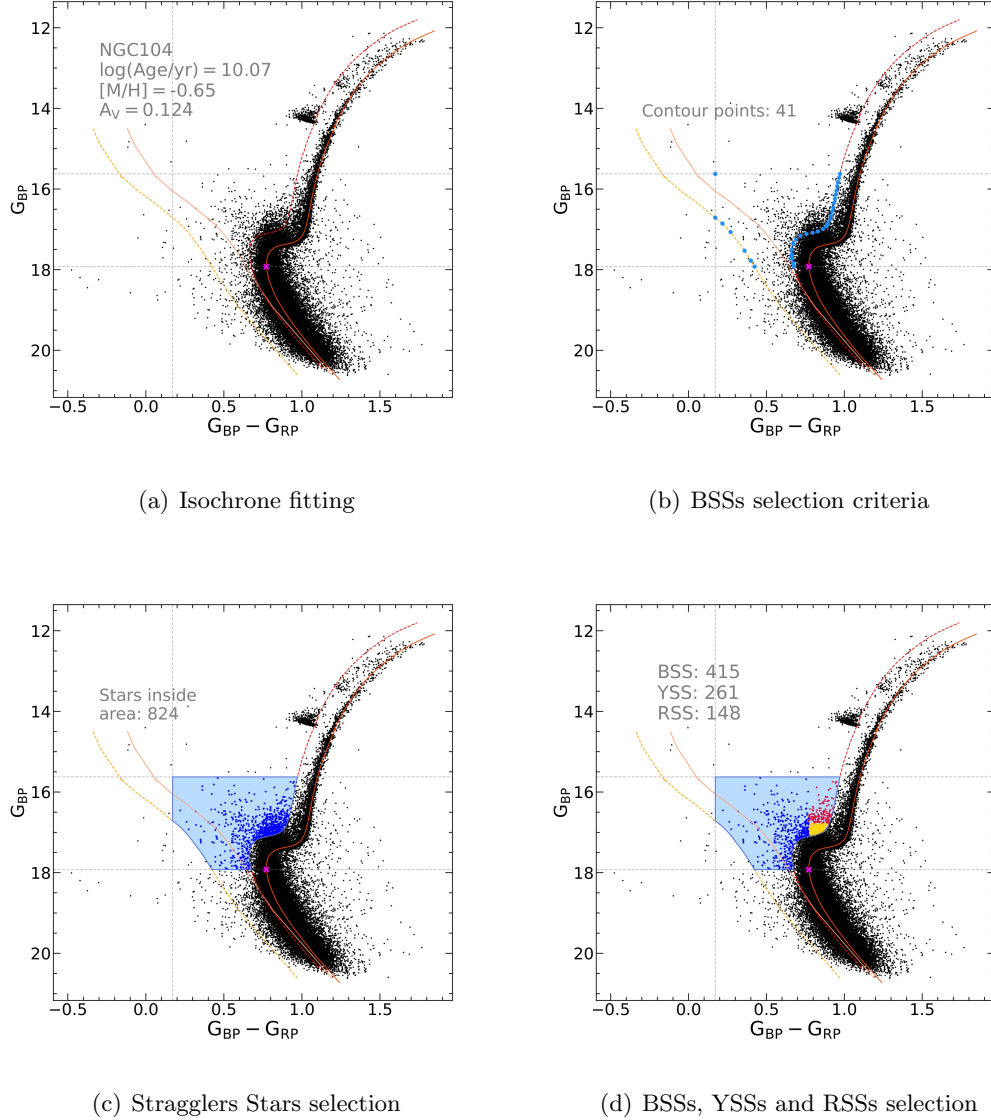 12
14
16
18
20
G_BP
NGC104
log(Age/yr) = 10.07
[M/H] = -0.65
A_V = 0.124
−0.5 0.0 0.5 1.0 1.5
G_BP − G_RP
(a) Isochrone fitting
12
14
16
18
20
G_BP
Contour points: 41
−0.5 0.0 0.5 1.0 1.5
G_BP − G_RP
(b) BSSs selection criteria
12
14
16
18
20
G_BP
Stars inside
area: 824
−0.5 0.0 0.5 1.0 1.5
G_BP − G_RP
(c) Stragglers Stars selection
12
14
16
18
20
G_BP
BSS: 415
YSS: 261
RSS: 148
−0.5 0.0 0.5 1.0 1.5
G_BP − G_RP
(d) BSSs, YSSs and RSSs selection